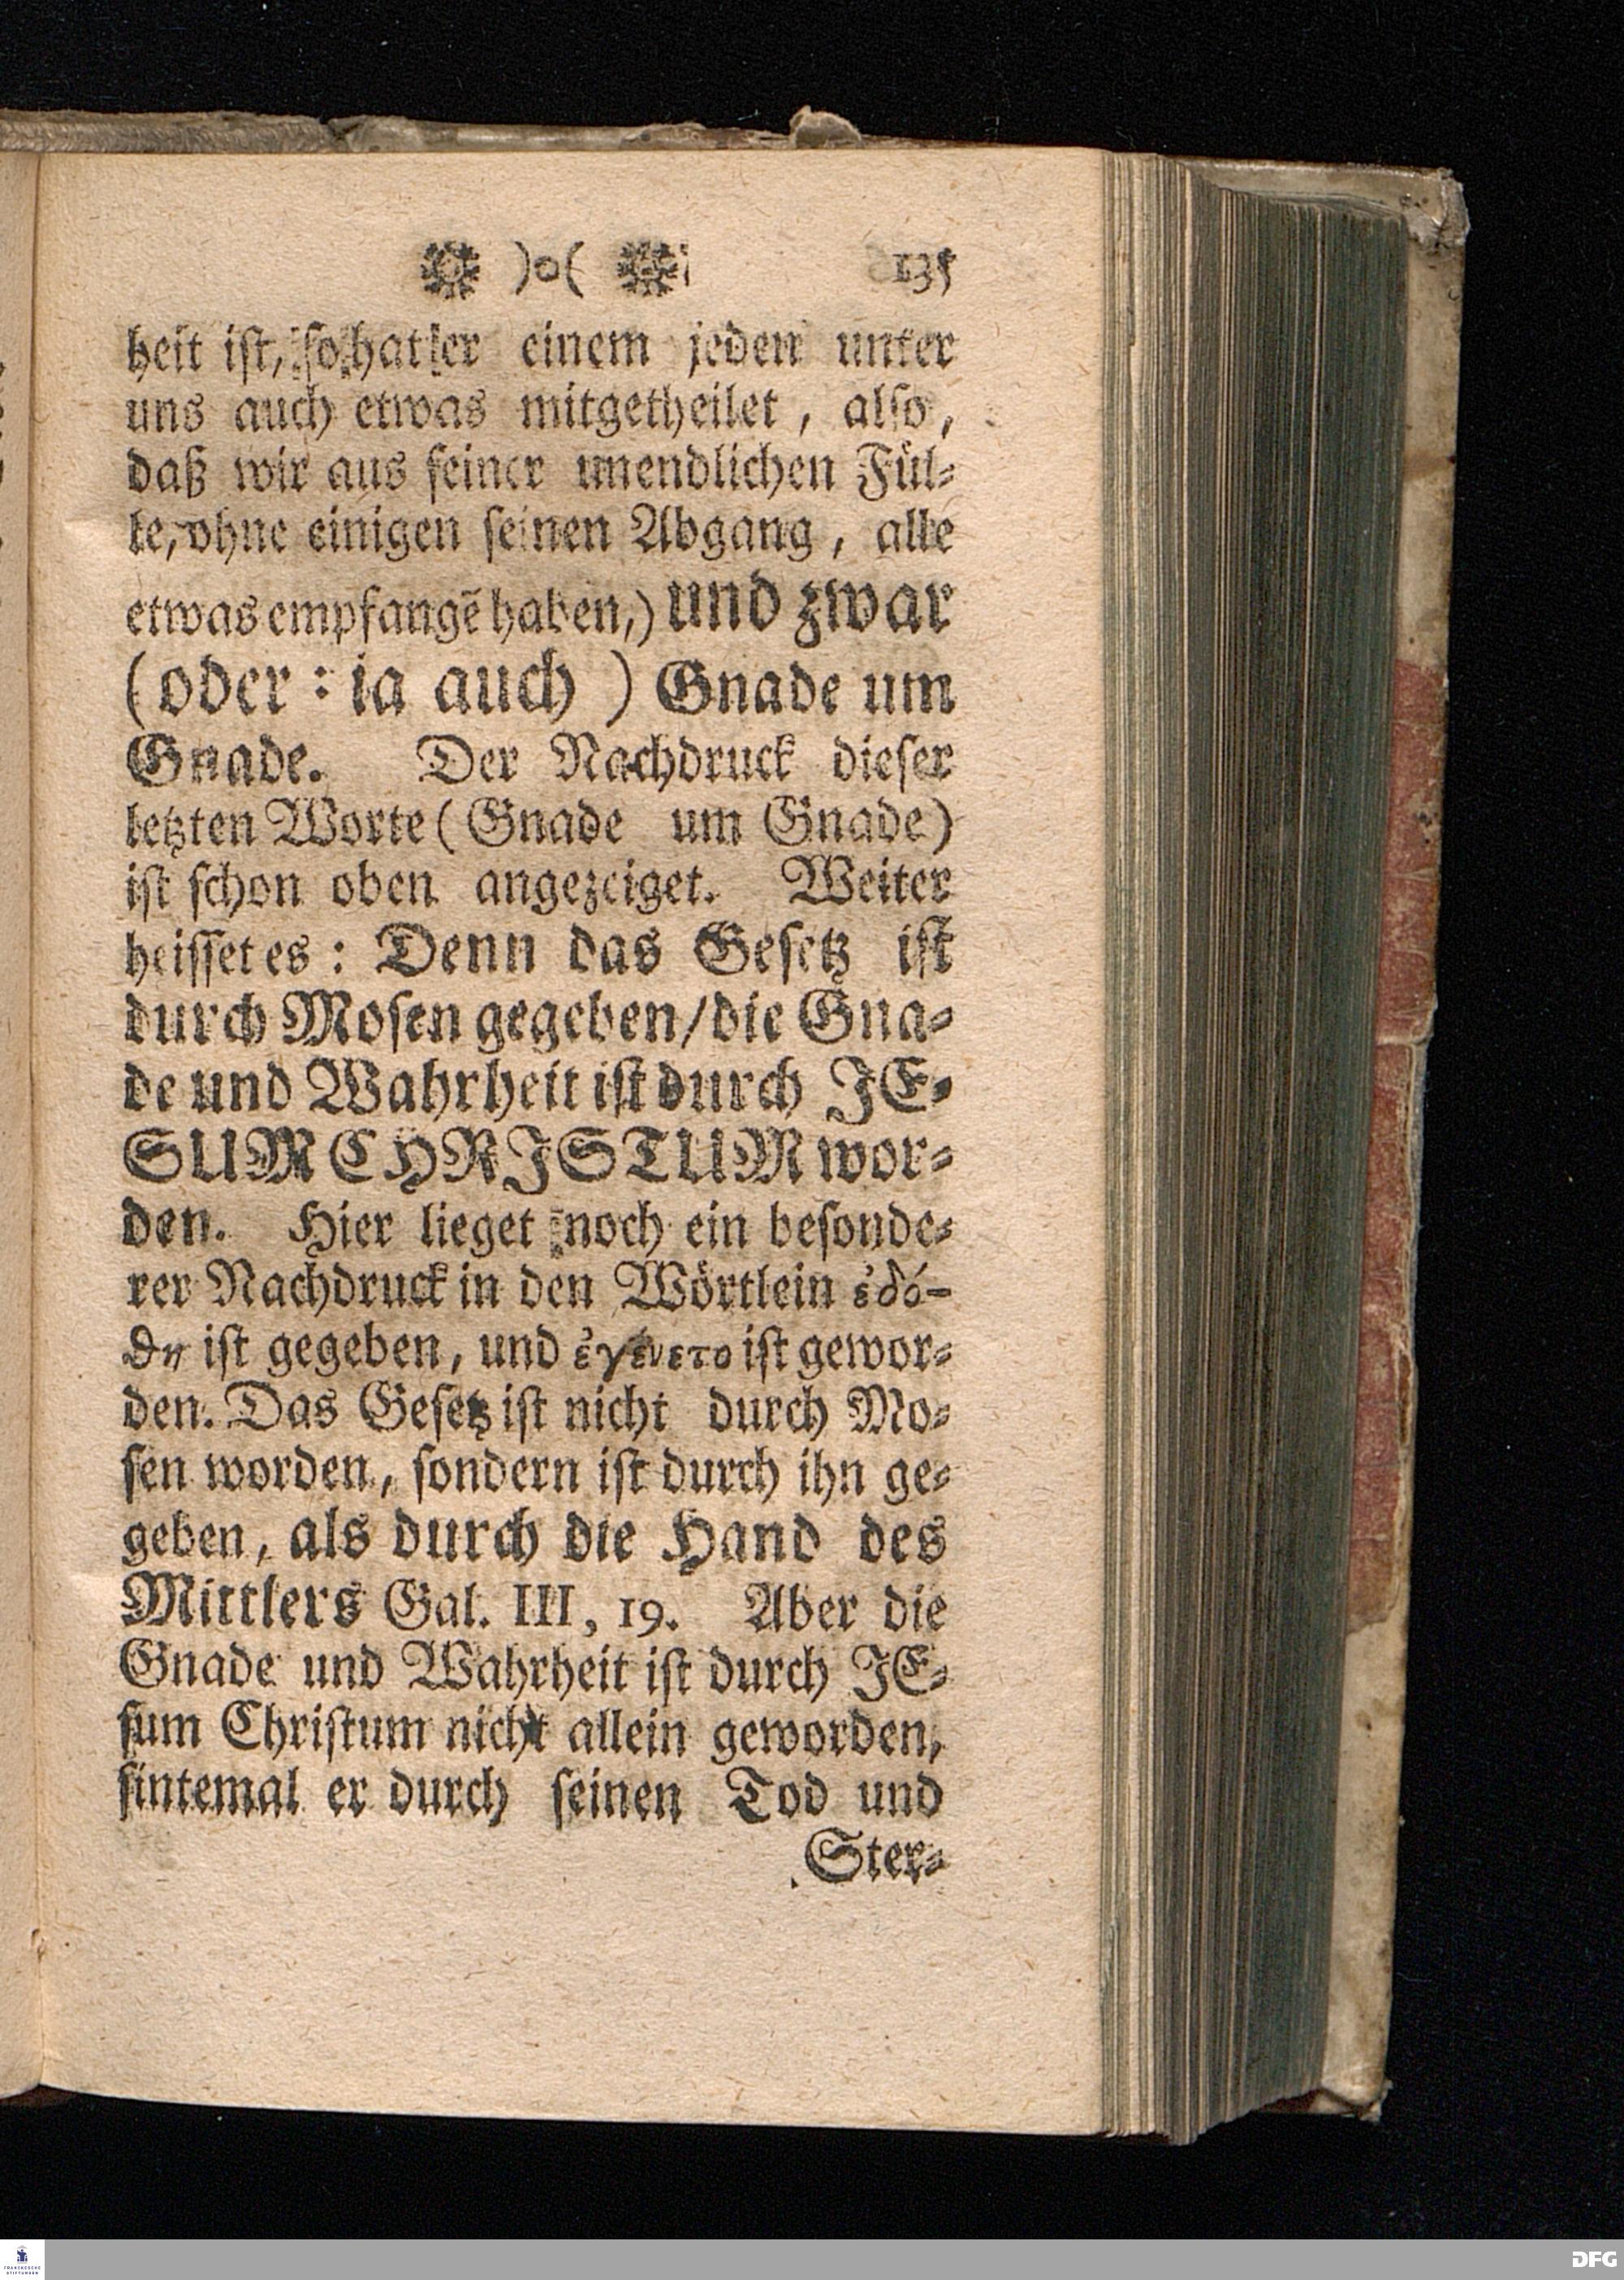 )o( 135
heit ist, so hat er einem jeden unter
uns auch etwas mitgetheilet, also,
daß wir aus seiner unendlichen Fül-
le, ohne einigen seinen Abgang, alle
etwas empfangẽ haben,) und zwar
(oder: ia auch) Gnade um
Gnade. Der Nachdruck dieser
letzten Worte (Gnade um Gnade)
ist schon oben angezeiget. Weiter
heisset es: Denn das Gesetz ist
durch Mosen gegeben/die Gna-
de und Wahrheit ist durch JE-
SUM CHRISTUM wor-
den. Hier lieget noch ein besonde-
rer Nachdruck in den Wörtlein ἐδό-
θη ist gegeben, und ἐγένετο ist gewor-
den. Das Gesetz ist nicht durch Mo-
sen worden, sondern ist durch ihn ge-
geben, als durch die Hand des
Mittlers Gal. III, 19. Aber die
Gnade und Wahrheit ist durch JE-
sum Christum nicht allein geworden,
sintemal er durch seinen Tod und
Ster-
FRANCKESCHE
STIFTUNGEN
DFG